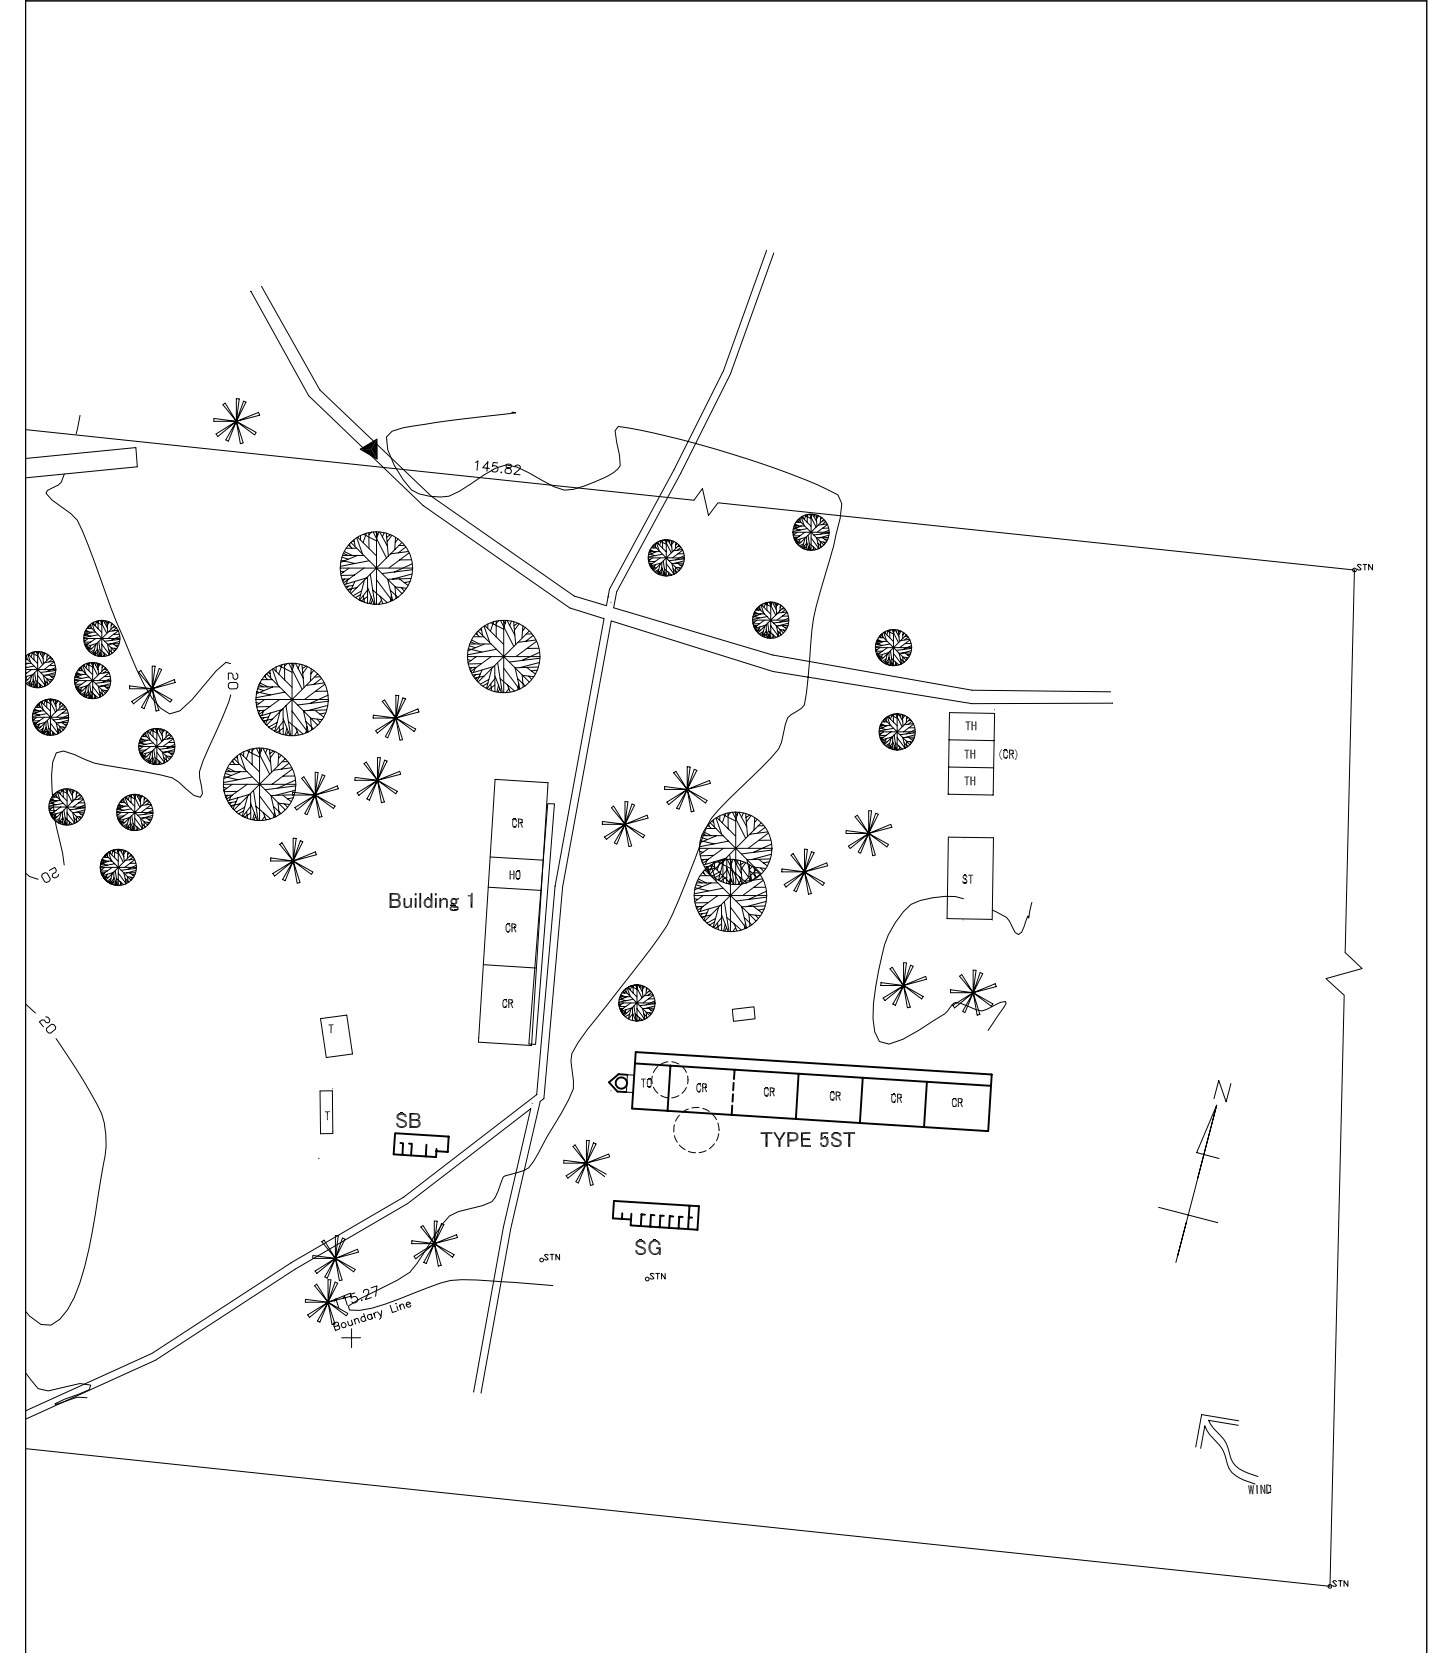 145.82
STN
20
TH
TH (CR)
TH
CR
HO
ST
20
Building 1
CR
CR
20
T
TO
CR
CR
CR
CR
CR
T
SB
TYPE 5ST
N
SG
STN
STN
115.27
Boundary Line
WIND
STN